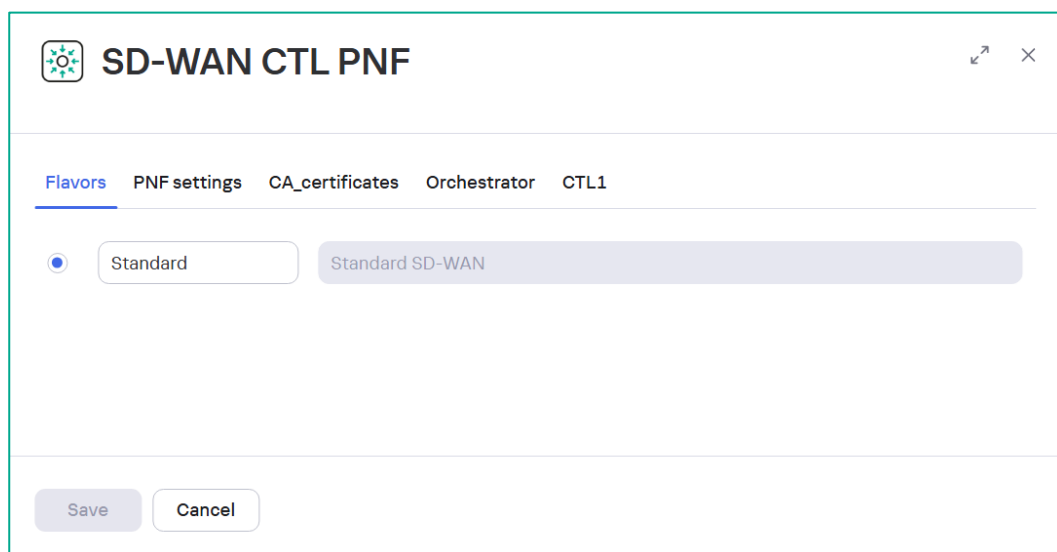 SD-WAN CTL PNF
Flavors PNF settings CA_certificates Orchestrator CTL1
Standard Standard SD-WAN
Save Cancel